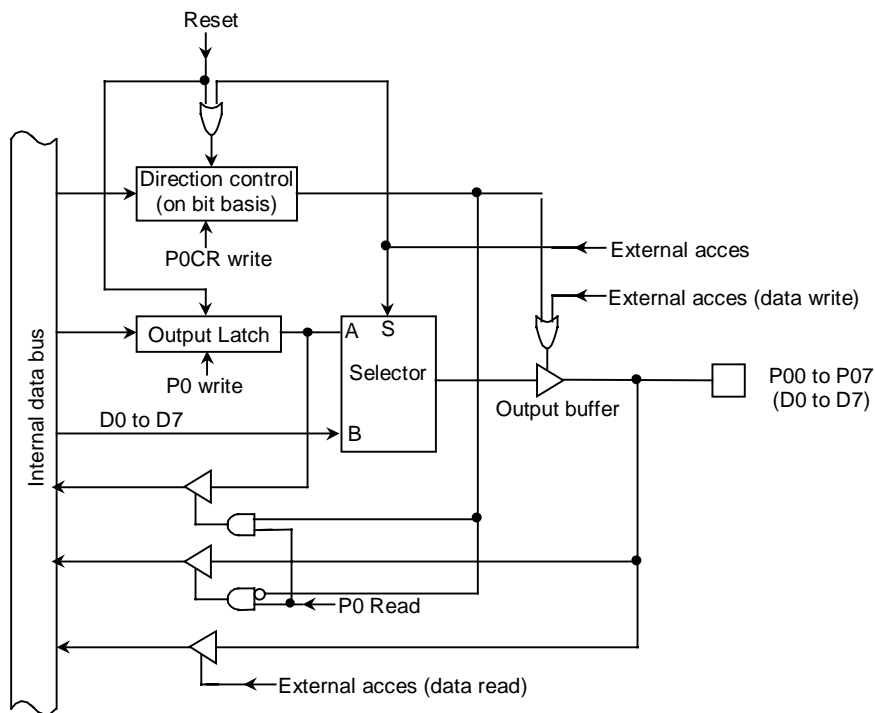 Reset
Direction control
(on bit basis)
P0CR write
External acces
External acces (data write)
Output Latch
A
S
P0 write
Selector
Output buffer
P00 to P07
(D0 to D7)
D0 to D7
B
Internal data bus
P0 Read
External acces (data read)